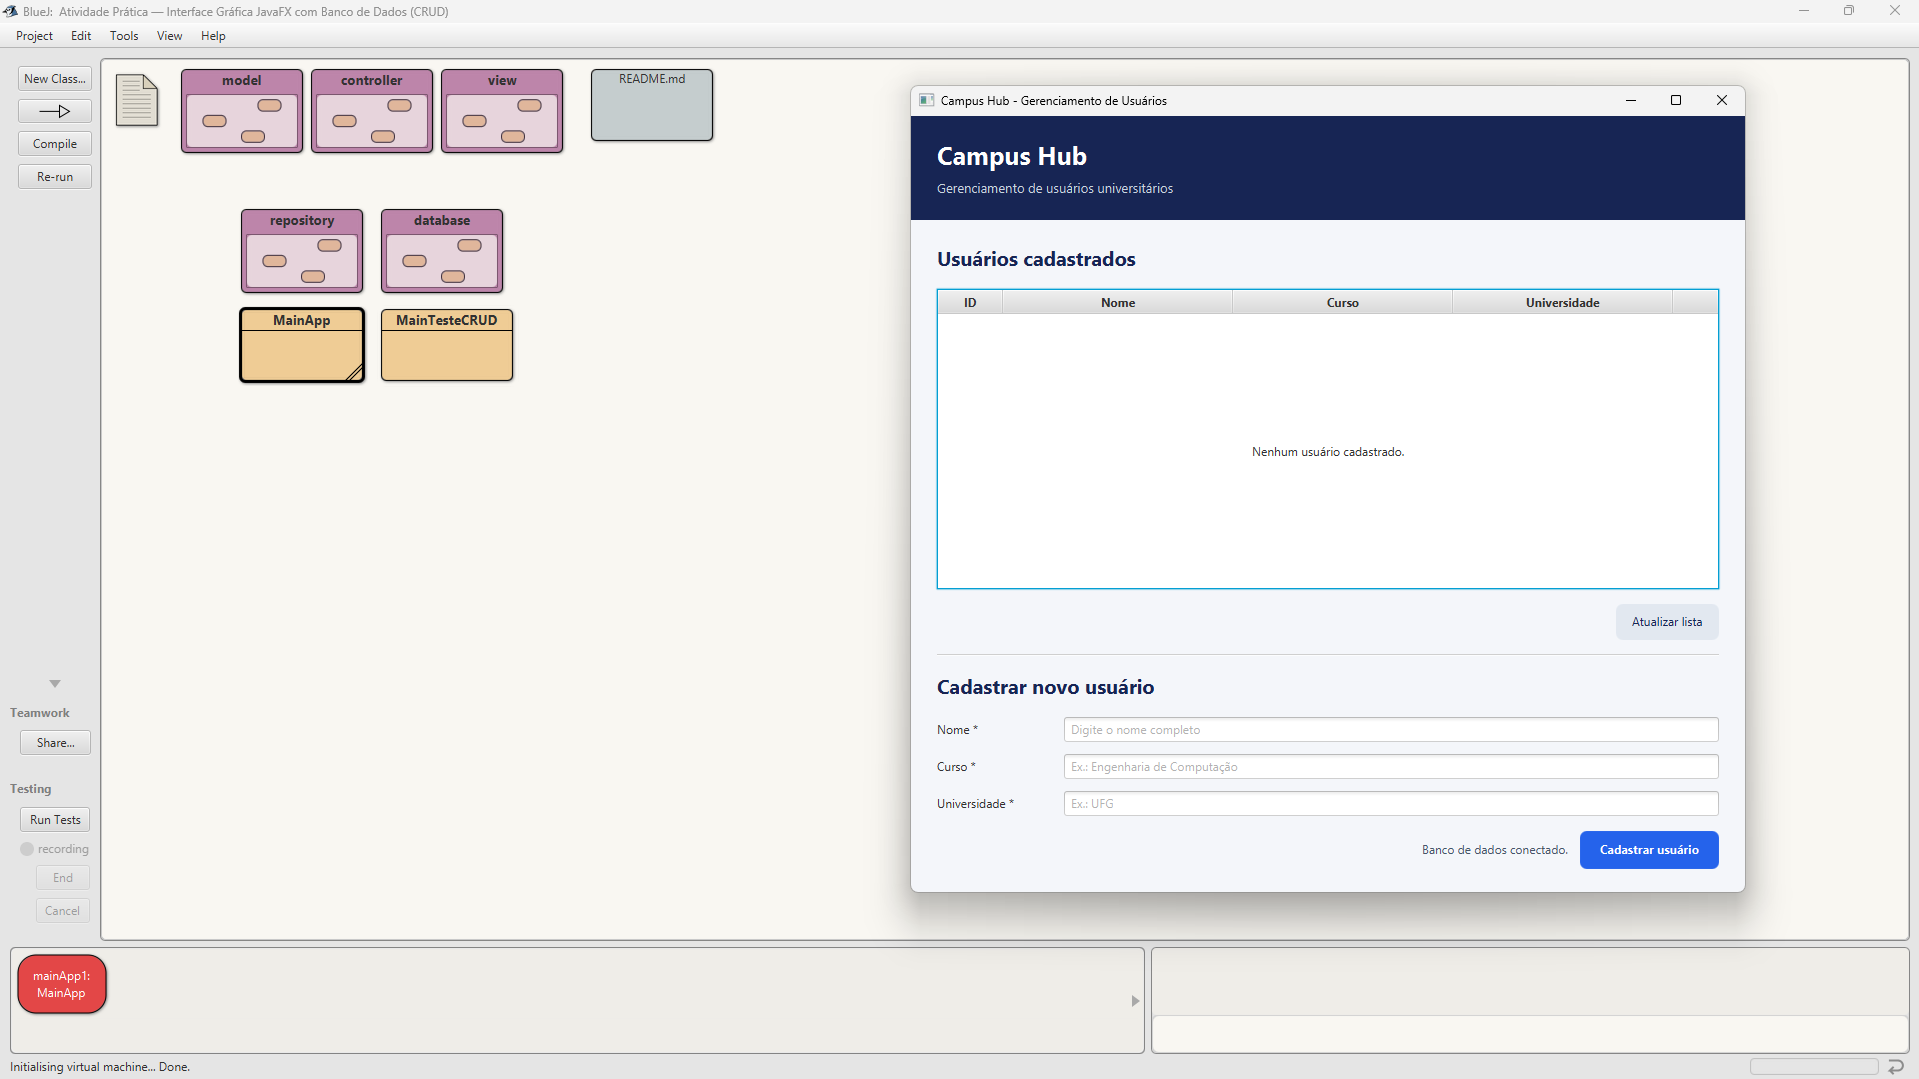 BlueJ: Atividade Prática — Interface Gráfica JavaFX com Banco de Dados (CRUD)
Project Edit Tools View Help
New Class...
Compile
Re-run
model
controller
view
README.md
repository
database
MainApp
MainTesteCRUD
Teamwork
Share...
Testing
Run Tests
recording
End
Cancel
Campus Hub - Gerenciamento de Usuários
Campus Hub
Gerenciamento de usuários universitários
Usuários cadastrados
ID Nome Curso Universidade
Nenhum usuário cadastrado.
Atualizar lista
Cadastrar novo usuário
Nome * Digite o nome completo
Curso * Ex.: Engenharia de Computação
Universidade * Ex.: UFG
Banco de dados conectado. Cadastrar usuário
mainApp1:
MainApp
Initialising virtual machine... Done.